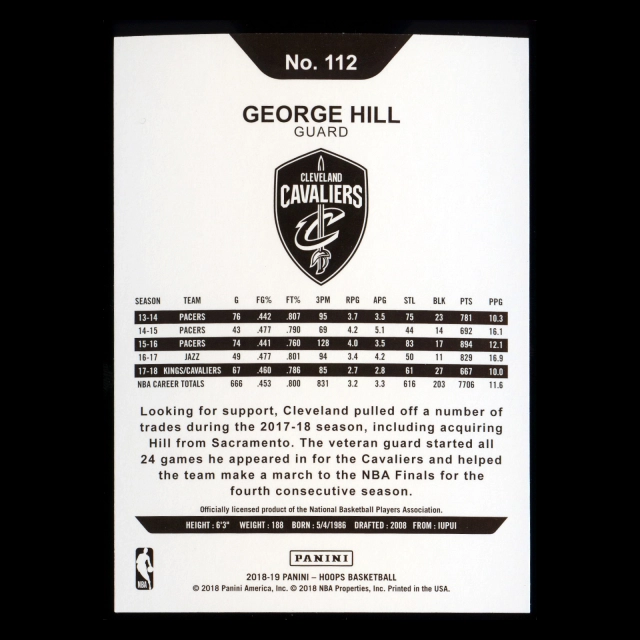 No. 112
GEORGE HILL
GUARD
CLEVELAND
CAVALIERS
C
SEASON TEAM G FG% FT% 3PM RPG APG STL BLK PTS PPG
13-14 PACERS 76 .442 .807 95 3.7 3.5 75 23 781 10.3
14-15 PACERS 43 .477 .790 69 4.2 5.1 44 14 692 16.1
15-16 PACERS 74 .441 .760 128 4.0 3.5 83 17 894 12.1
16-17 JAZZ 49 .477 .801 94 3.4 4.2 50 11 829 16.9
17-18 KINGS/CAVALIERS 67 .460 .786 85 2.7 2.8 61 27 667 10.0
NBA CAREER TOTALS 666 .453 .800 831 3.2 3.3 616 203 7706 11.6
Looking for support, Cleveland pulled off a number of
trades during the 2017-18 season, including acquiring
Hill from Sacramento. The veteran guard started all
24 games he appeared in for the Cavaliers and helped
the team make a march to the NBA Finals for the
fourth consecutive season.
Officially licensed product of the National Basketball Players Association.
HEIGHT : 6'3" WEIGHT : 188 BORN : 5/4/1986 DRAFTED : 2008 FROM : IUPUI
PANINI
NBA
2018-19 PANINI – HOOPS BASKETBALL
© 2018 Panini America, Inc. © 2018 NBA Properties, Inc. Printed in the USA.